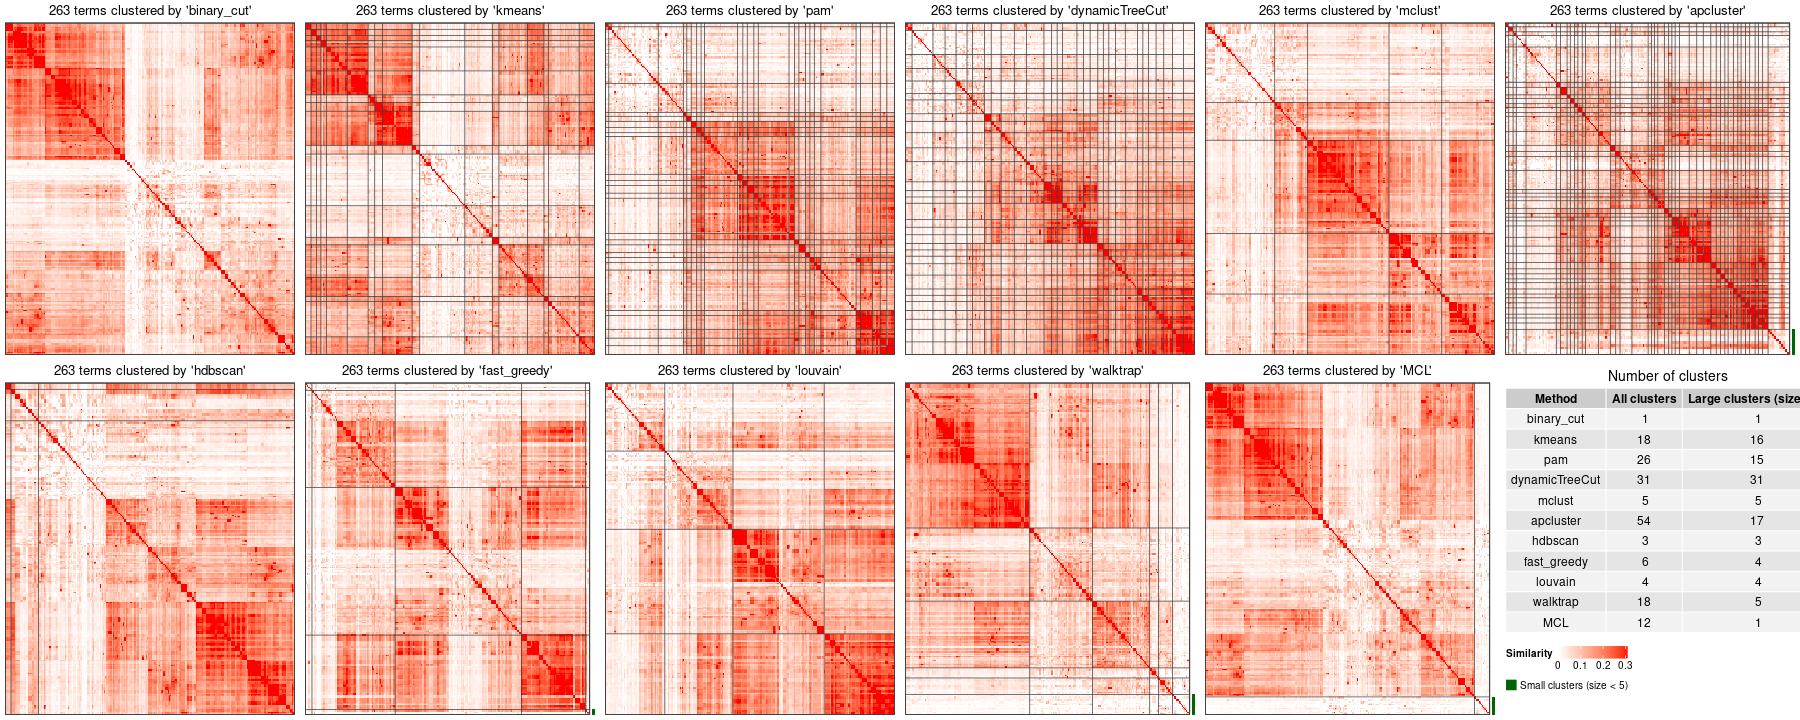 263 terms clustered by 'binary_cut'
263 terms clustered by 'kmeans'
263 terms clustered by 'pam'
263 terms clustered by 'dynamicTreeCut'
263 terms clustered by 'mclust'
263 terms clustered by 'apcluster'
263 terms clustered by 'hdbscan'
263 terms clustered by 'fast_greedy'
263 terms clustered by 'louvain'
263 terms clustered by 'walktrap'
263 terms clustered by 'MCL'
Number of clusters
Method All clusters Large clusters (size
binary_cut 1 1
kmeans 18 16
pam 26 15
dynamicTreeCut 31 31
mclust 5 5
apcluster 54 17
hdbscan 3 3
fast_greedy 6 4
louvain 4 4
walktrap 18 5
MCL 12 1
Similarity
0 0.1 0.2 0.3
Small clusters (size < 5)